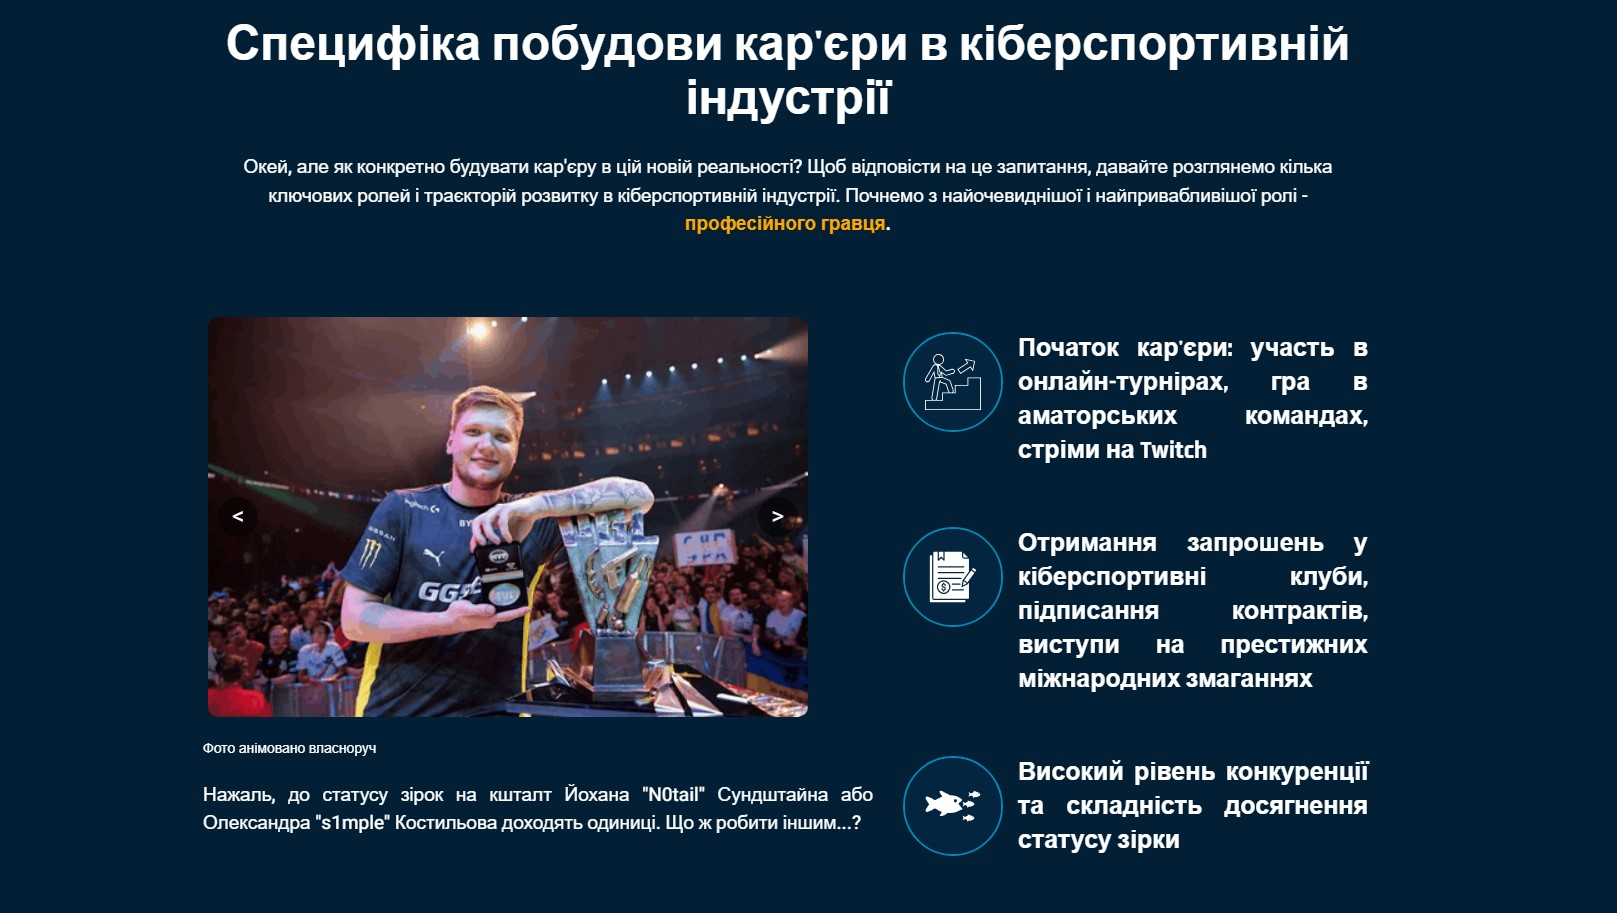 Специфіка побудови кар'єри в кіберспортивній
індустрії
Окей, але як конкретно будувати кар'єру в цій новій реальності? Щоб відповісти на це запитання, давайте розглянемо кілька
ключових ролей і траєкторій розвитку в кіберспортивній індустрії. Почнемо з найочевиднішої і найпривабливішої ролі -
професійного гравця.
<
>
logitech G
BY
NISSAN
GG
MVP
Фото анімовано власноруч
Нажаль, до статусу зірок на кшталт Йохана "N0tail" Сундштайна або
Олександра "s1mple" Костильова доходять одиниці. Що ж робити іншим...?
Початок кар'єри: участь в
онлайн-турнірах, гра в
аматорських командах,
стріми на Twitch
Отримання запрошень у
кіберспортивні клуби,
підписання контрактів,
виступи на престижних
міжнародних змаганнях
Високий рівень конкуренції
та складність досягнення
статусу зірки